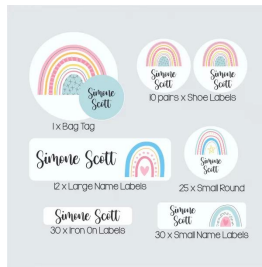 Simone
Scott
1 x Bag Tag
Simone
Scott
Simone
Scott
10 pairs x Shoe Labels
Simone Scott
12 x Large Name Labels
Simone
Scott
25 x Small Round
Simone Scott
30 x Iron On Labels
Simone
Scott
30 x Small Name Labels